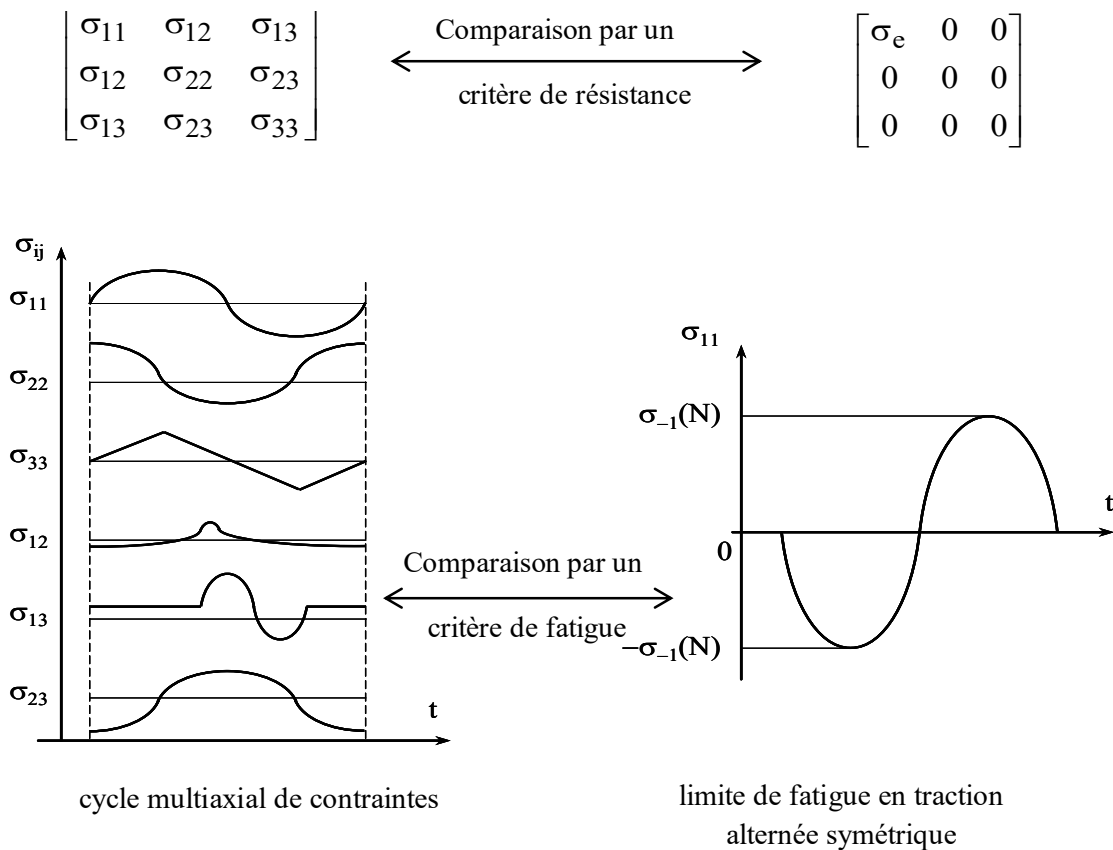 σ11 σ12 σ13
σ12 σ22 σ23
σ13 σ23 σ33
Comparaison par un
critère de résistance
σe 0 0
0 0 0
0 0 0
σij
σ11
σ22
σ33
σ12
σ13
σ23
t
cycle multiaxial de contraintes
Comparaison par un
critère de fatigue
σ11
σ−1(N)
t
0
−σ−1(N)
limite de fatigue en traction
alternée symétrique